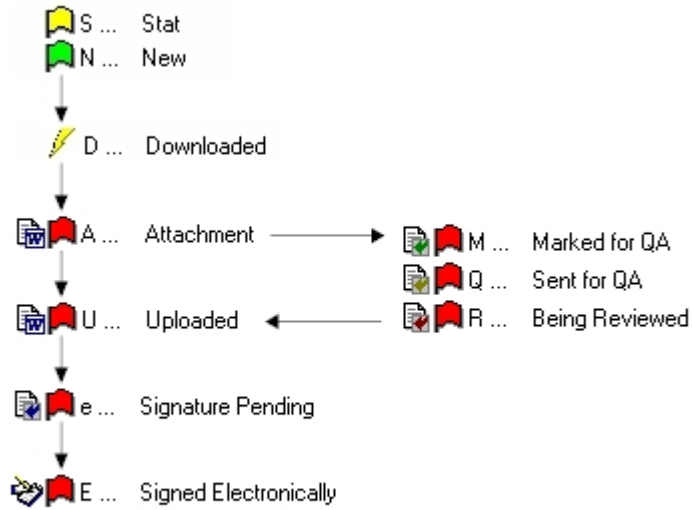 S ... Stat
N ... New
D ... Downloaded
A ... Attachment
M ... Marked for QA
Q ... Sent for QA
U ... Uploaded
R ... Being Reviewed
e ... Signature Pending
E ... Signed Electronically